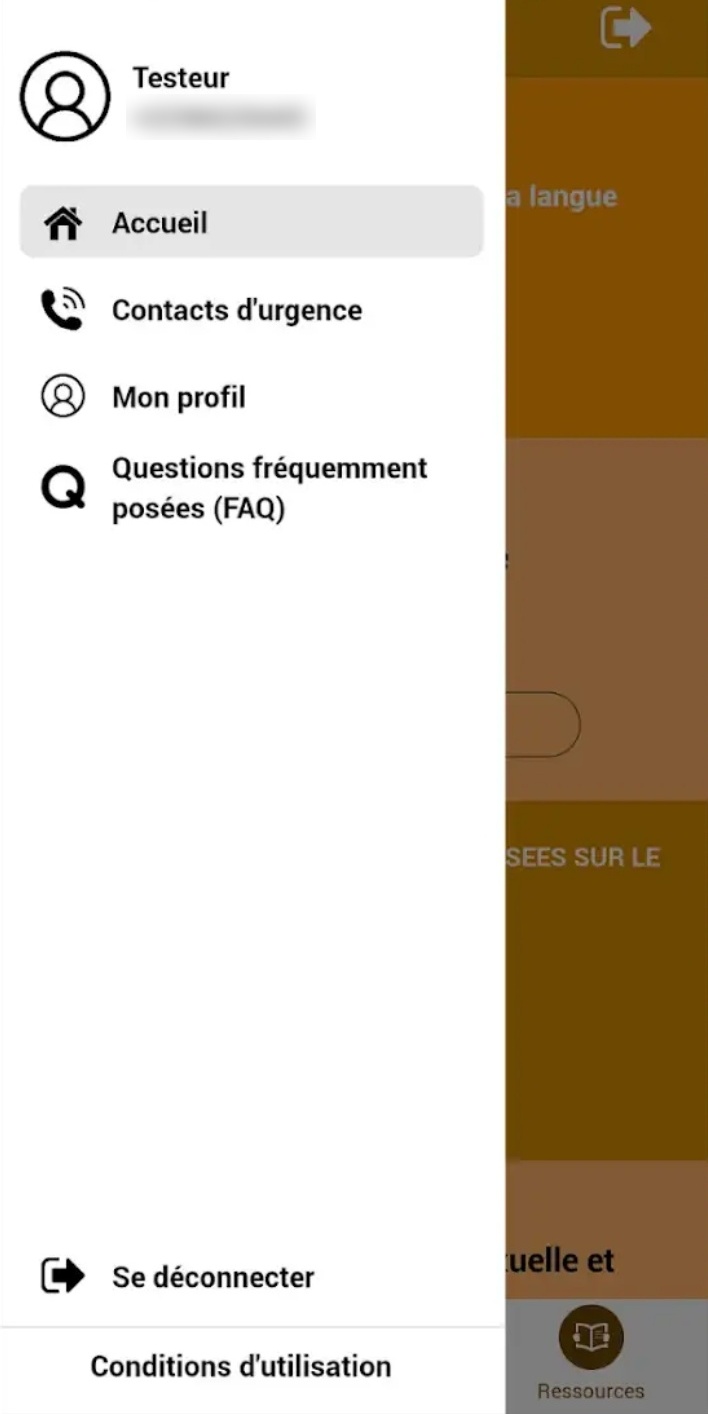 Testeur
a langue
Accueil
Contacts d'urgence
Mon profil
Questions fréquemment
posées (FAQ)
SEES SUR LE
Se déconnecter
uelle et
Conditions d'utilisation
Ressources